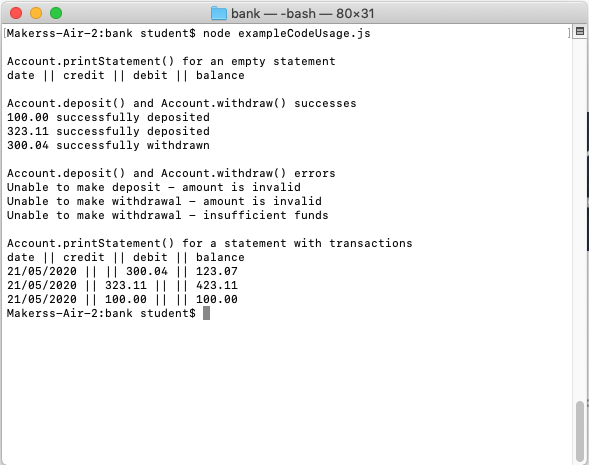 bank — -bash — 80×31
[Makerss-Air-2:bank student$ node exampleCodeUsage.js ]
Account.printStatement() for an empty statement
date || credit || debit || balance
Account.deposit() and Account.withdraw() successes
100.00 successfully deposited
323.11 successfully deposited
300.04 successfully withdrawn
Account.deposit() and Account.withdraw() errors
Unable to make deposit - amount is invalid
Unable to make withdrawal - amount is invalid
Unable to make withdrawal - insufficient funds
Account.printStatement() for a statement with transactions
date || credit || debit || balance
21/05/2020 || || 300.04 || 123.07
21/05/2020 || 323.11 || || 423.11
21/05/2020 || 100.00 || || 100.00
Makerss-Air-2:bank student$